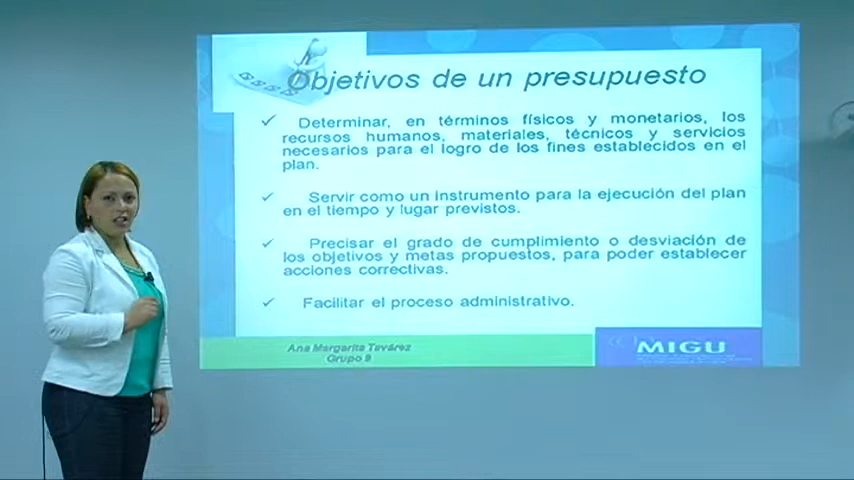 Objetivos de un presupuesto
Determinar, en términos físicos y monetarios, los
recursos humanos, materiales, técnicos y servicios
necesarios para el logro de los fines establecidos en el
plan.
Servir como un instrumento para la ejecución del plan
en el tiempo y lugar previstos.
Precisar el grado de cumplimiento o desviación de
los objetivos y metas propuestos, para poder establecer
acciones correctivas.
Facilitar el proceso administrativo.
Ana Margarita Tavárez
Grupo 9
MIGU